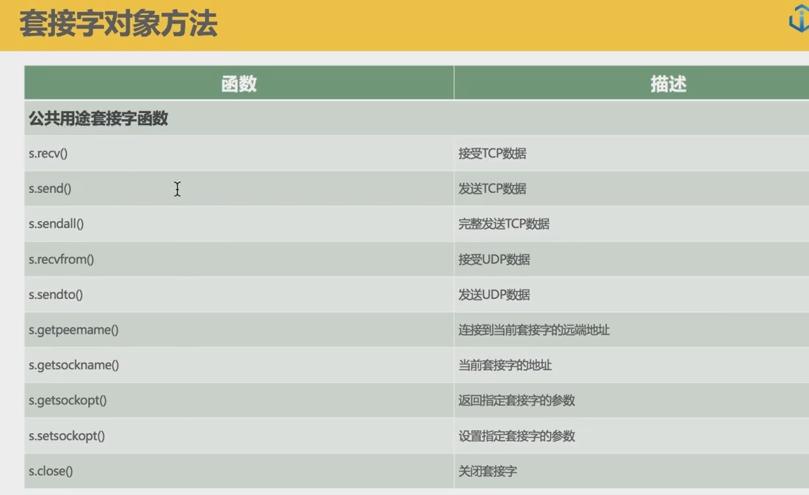 套接字对象方法
函数 描述
公共用途套接字函数
s.recv() 接受TCP数据
s.send() 发送TCP数据
s.sendall() 完整发送TCP数据
s.recvfrom() 接受UDP数据
s.sendto() 发送UDP数据
s.getpeername() 连接到当前套接字的远端地址
s.getsockname() 当前套接字的地址
s.getsockopt() 返回指定套接字的参数
s.setsockopt() 设置指定套接字的参数
s.close() 关闭套接字